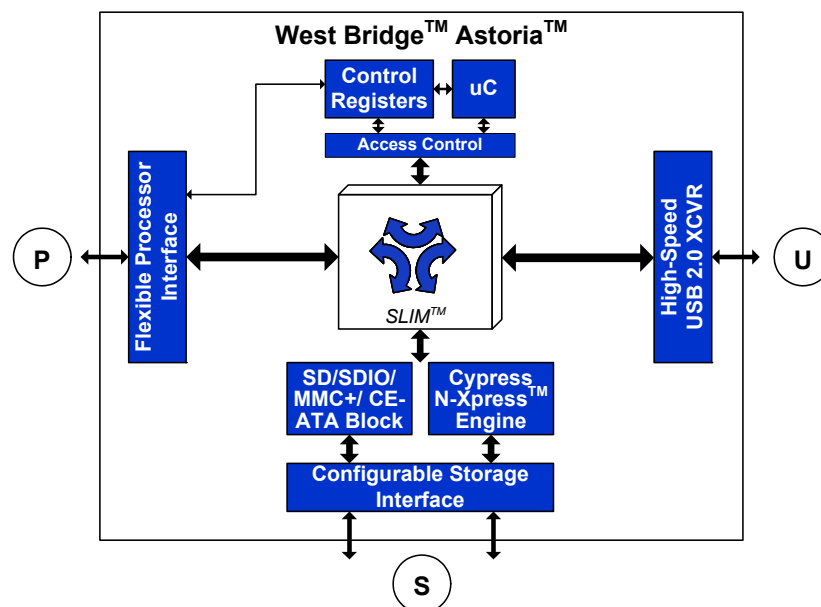 West Bridge™ Astoria™
Control
Registers
uC
Access Control
Flexible Processor
Interface
P
High-Speed
USB 2.0 XCVR
U
SLIM™
SD/SDIO/
MMC+/ CE-
ATA Block
Cypress
N-Xpress™
Engine
Configurable Storage
Interface
S